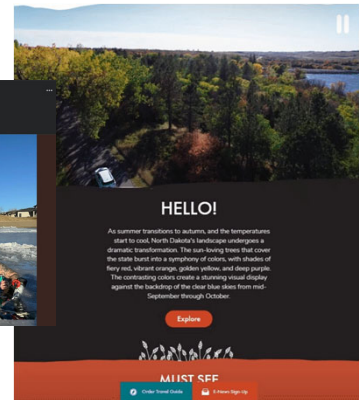 HELLO!
As summer transitions to autumn, and the temperatures
start to cool, North Dakota's landscape undergoes a
dramatic transformation. The sun-loving trees that cover
the state burst into a symphony of colors, with shades of
fiery red, vibrant orange, golden yellow, and deep purple.
The contrasting colors create a stunning visual display
against the backdrop of the clear blue skies from mid-
September through October.
Explore
MUST SEE
Order Travel Guide
E-News Sign Up